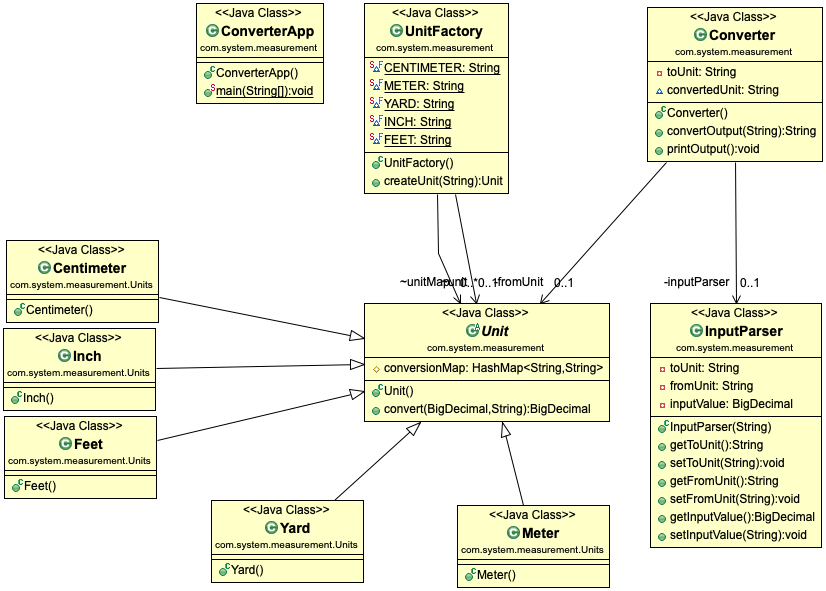 <<Java Class>>
ConverterApp
com.system.measurement
ConverterApp()
main(String[]):void
<<Java Class>>
UnitFactory
com.system.measurement
CENTIMETER: String
METER: String
YARD: String
INCH: String
FEET: String
UnitFactory()
createUnit(String):Unit
<<Java Class>>
Converter
com.system.measurement
toUnit: String
convertedUnit: String
Converter()
convertOutput(String):String
printOutput():void
~unitMap
0..*
0..1
-fromUnit
0..1
-inputParser
0..1
<<Java Class>>
Centimeter
com.system.measurement.Units
Centimeter()
<<Java Class>>
Inch
com.system.measurement.Units
Inch()
<<Java Class>>
Feet
com.system.measurement.Units
Feet()
<<Java Class>>
Unit
com.system.measurement
conversionMap: HashMap<String,String>
Unit()
convert(BigDecimal,String):BigDecimal
<<Java Class>>
InputParser
com.system.measurement
toUnit: String
fromUnit: String
inputValue: BigDecimal
InputParser(String)
getToUnit():String
setToUnit(String):void
getFromUnit():String
setFromUnit(String):void
getInputValue():BigDecimal
setInputValue(String):void
<<Java Class>>
Yard
com.system.measurement.Units
Yard()
<<Java Class>>
Meter
com.system.measurement.Units
Meter()